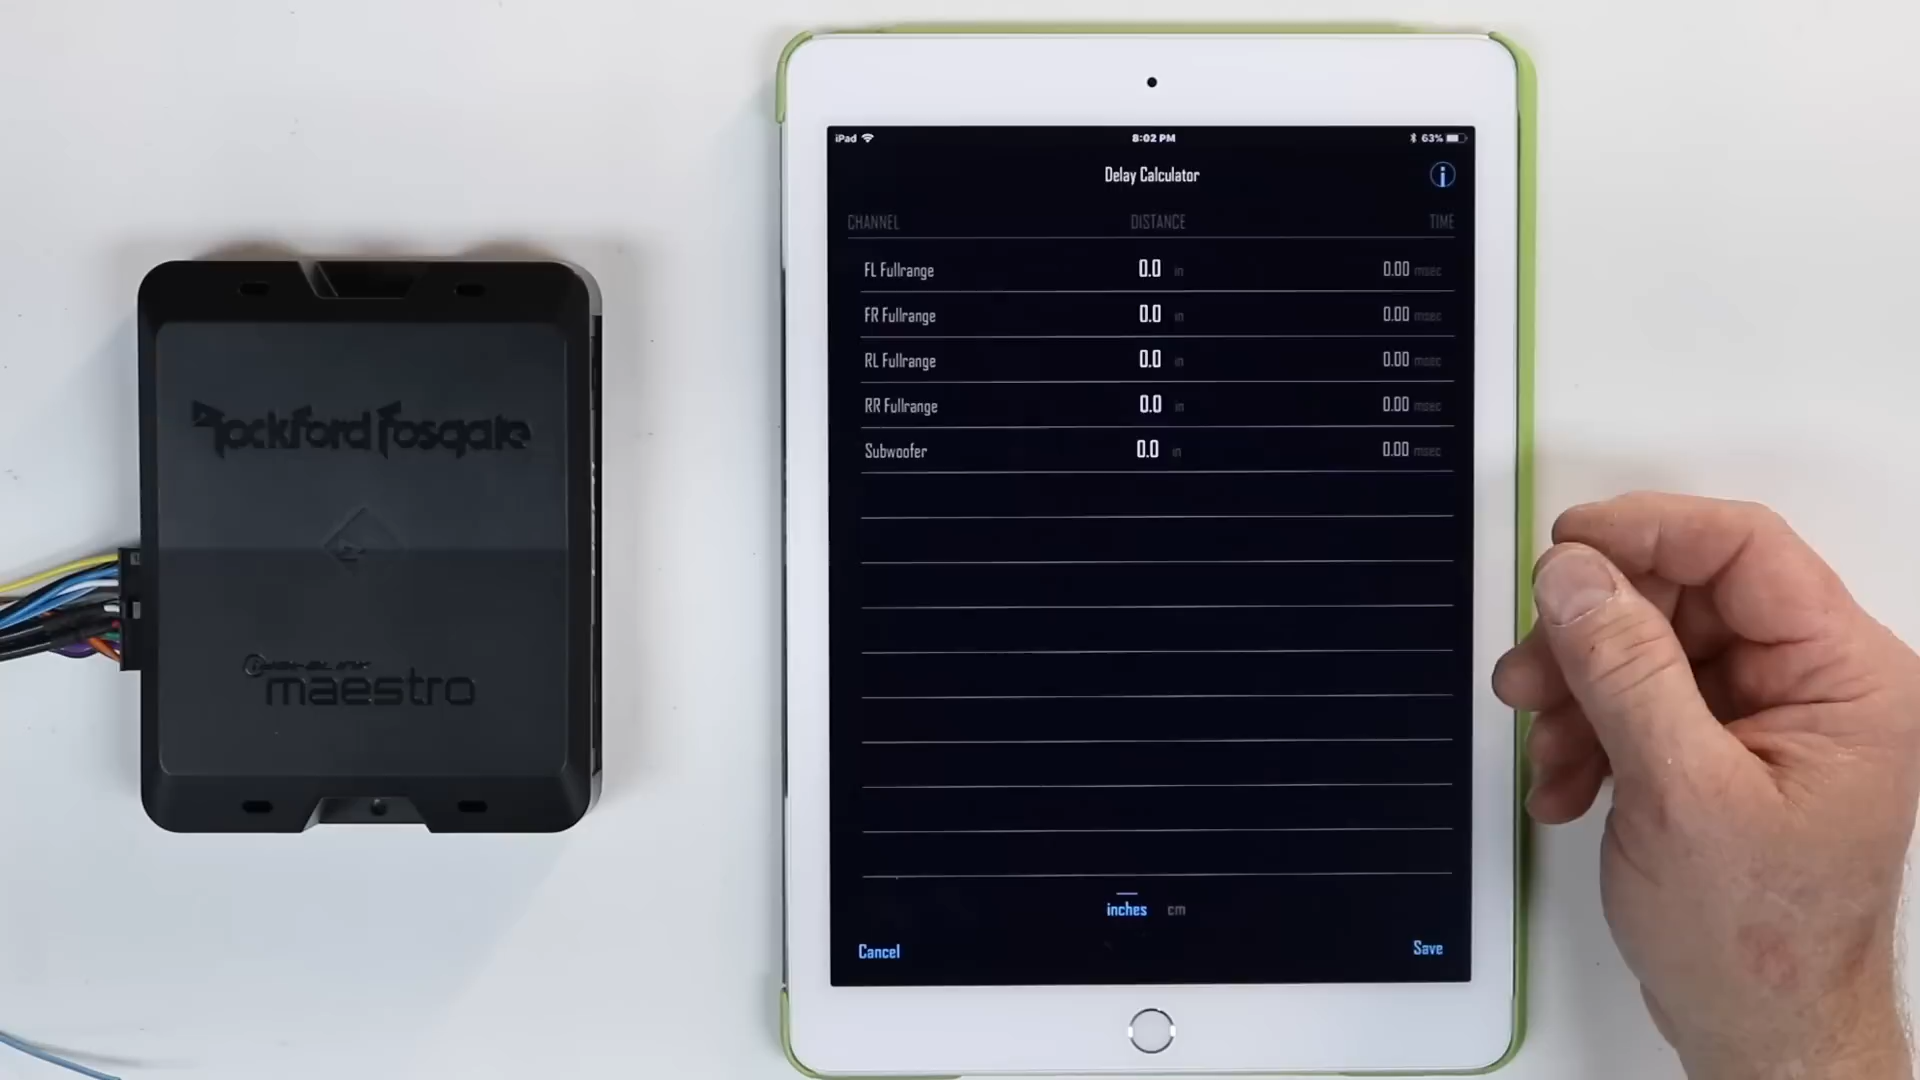 iPad 8:02 PM 63%
Delay Calculator
CHANNEL DISTANCE TIME
FL Fullrange 0.0 in 0.00 msec
FR Fullrange 0.0 in 0.00 msec
RL Fullrange 0.0 in 0.00 msec
RR Fullrange 0.0 in 0.00 msec
Subwoofer 0.0 in 0.00 msec
inches cm
Cancel Save
Rockford Fosgate
iDatalink
maestro